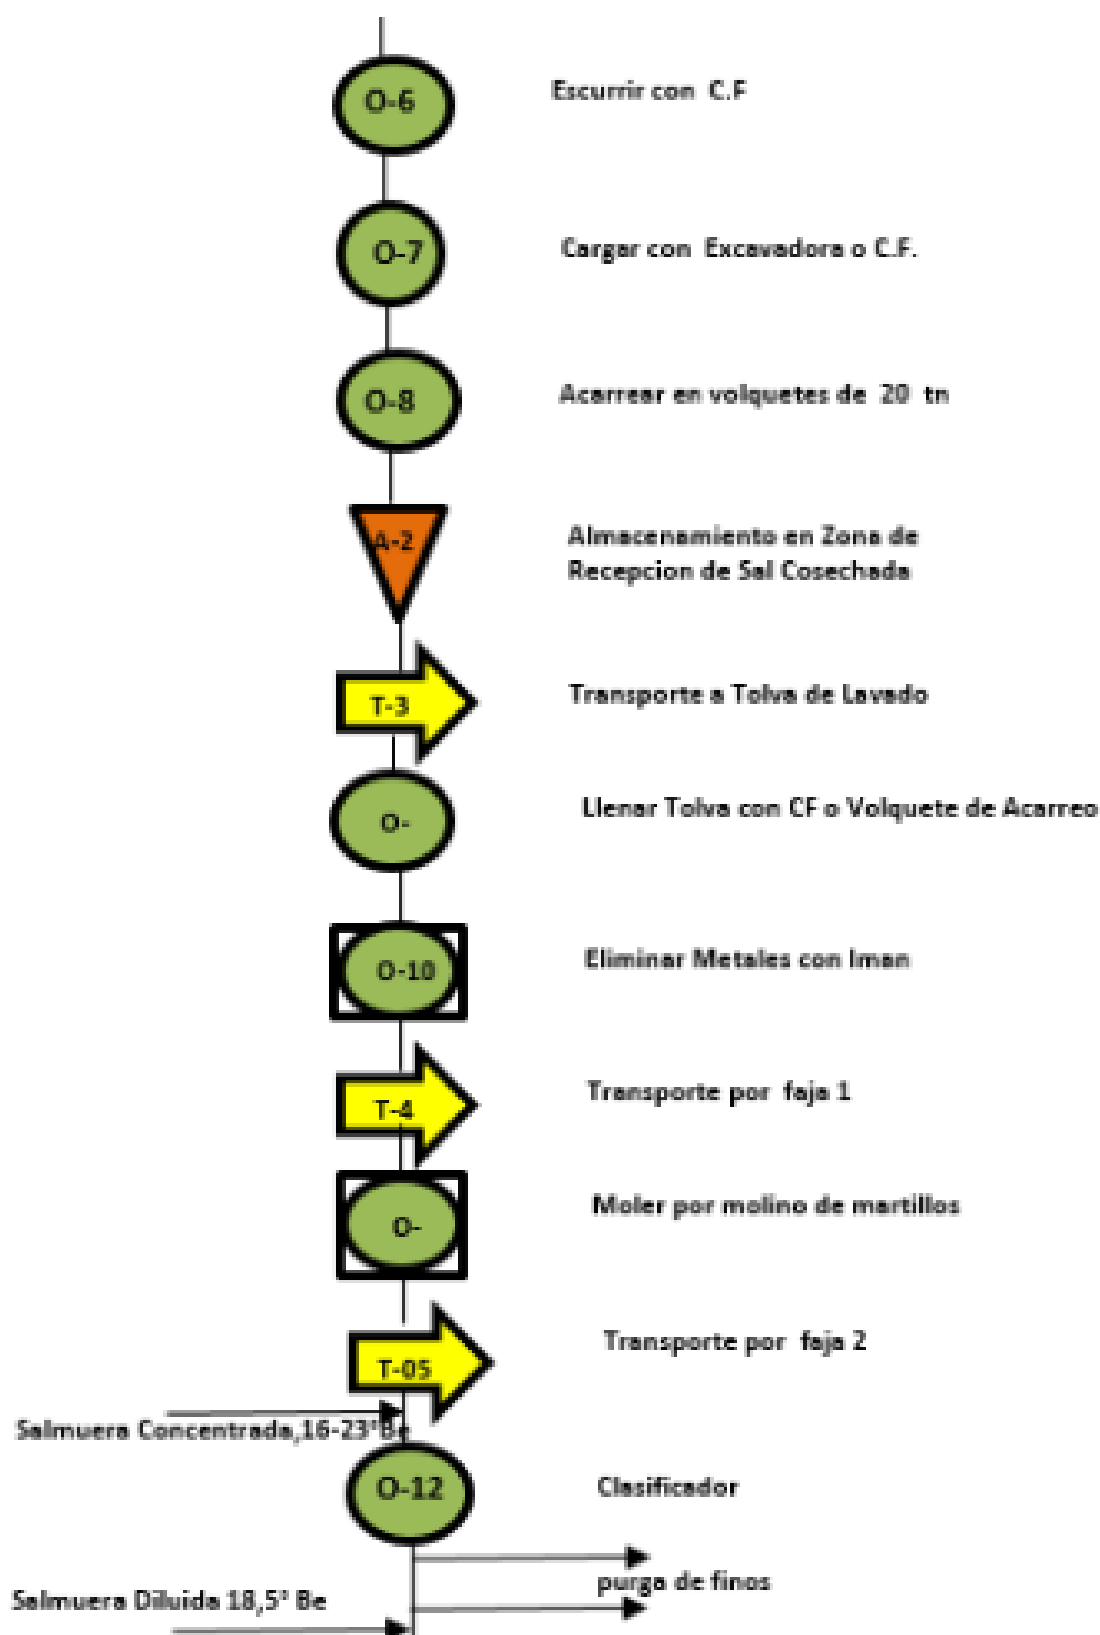 O-6 Escurrir con C.F
O-7 Cargar con Excavadora o C.F.
O-8 Acarrear en volquetes de 20 tn
A-2 Almacenamiento en Zona de
Recepcion de Sal Cosechada
T-3 Transporte a Tolva de Lavado
O- Llenar Tolva con CF o Volquete de Acarreo
O-10 Eliminar Metales con Iman
T-4 Transporte por faja 1
O- Moler por molino de martillos
T-05 Transporte por faja 2
Salmuera Concentrada,16-23°Be
O-12 Clasificador
purga de finos
Salmuera Diluida 18,5° Be